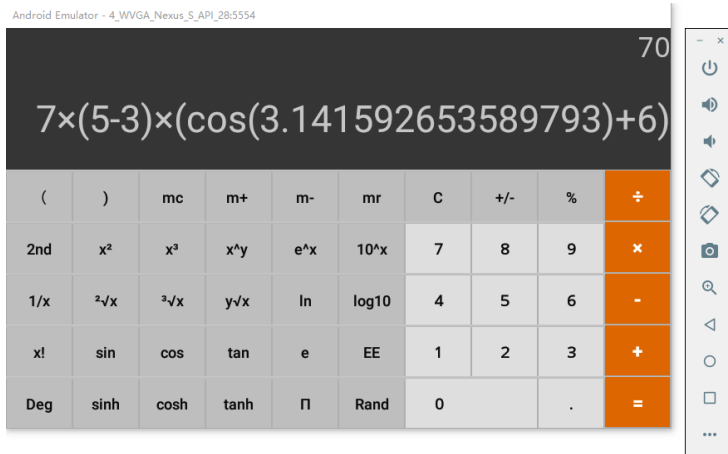 Android Emulator - 4_WVGA_Nexus_S_API_28:5554
70
7×(5-3)×(cos(3.141592653589793)+6)
( ) mc m+ m- mr C +/- % ÷
2nd x² x³ x^y e^x 10^x 7 8 9 ×
1/x ²√x ³√x y√x ln log10 4 5 6 -
x! sin cos tan e EE 1 2 3 +
Deg sinh cosh tanh Π Rand 0 . =